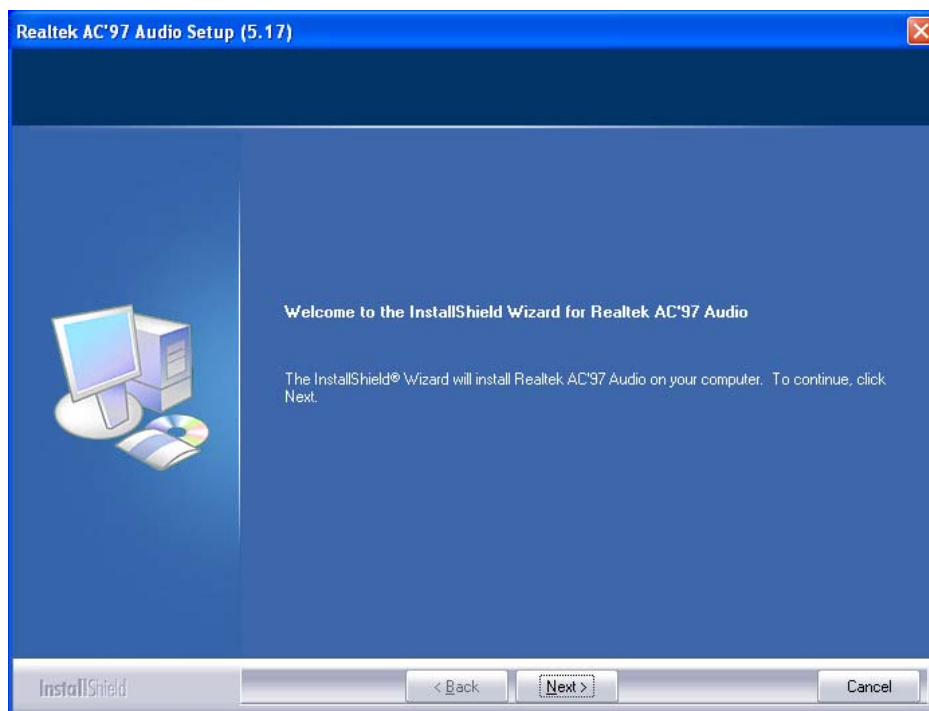 Realtek AC'97 Audio Setup (5.17)
Welcome to the InstallShield Wizard for Realtek AC'97 Audio
The InstallShield® Wizard will install Realtek AC'97 Audio on your computer.  To continue, click
Next.
InstallShield
< Back
Next >
Cancel